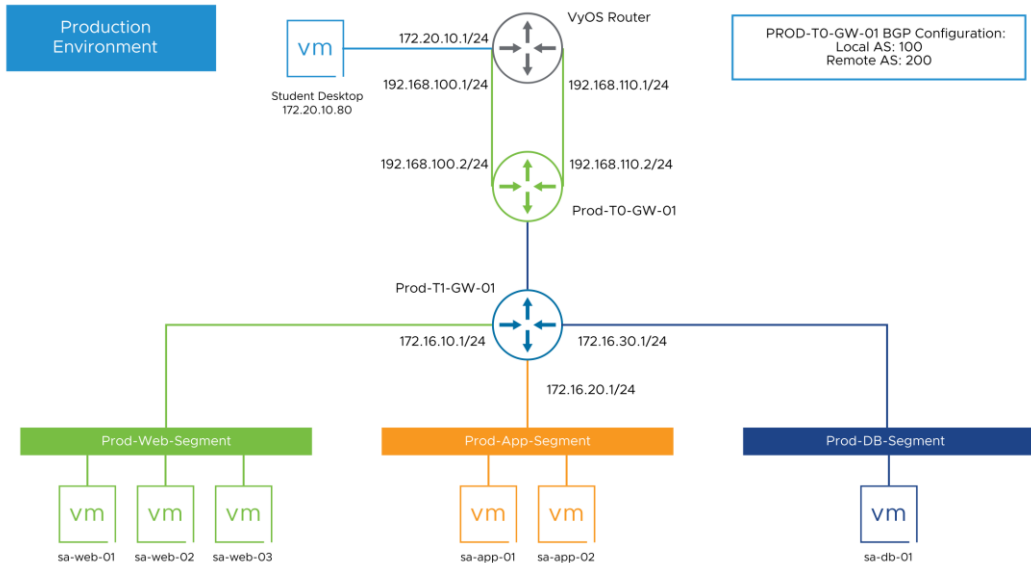 Production
Environment
VyOS Router
PROD-T0-GW-01 BGP Configuration:
Local AS: 100
Remote AS: 200
vm
172.20.10.1/24
Student Desktop
172.20.10.80
192.168.100.1/24
192.168.110.1/24
192.168.100.2/24
192.168.110.2/24
Prod-T0-GW-01
Prod-T1-GW-01
172.16.10.1/24
172.16.30.1/24
172.16.20.1/24
Prod-Web-Segment
Prod-App-Segment
Prod-DB-Segment
vm
vm
vm
vm
vm
vm
sa-web-01
sa-web-02
sa-web-03
sa-app-01
sa-app-02
sa-db-01